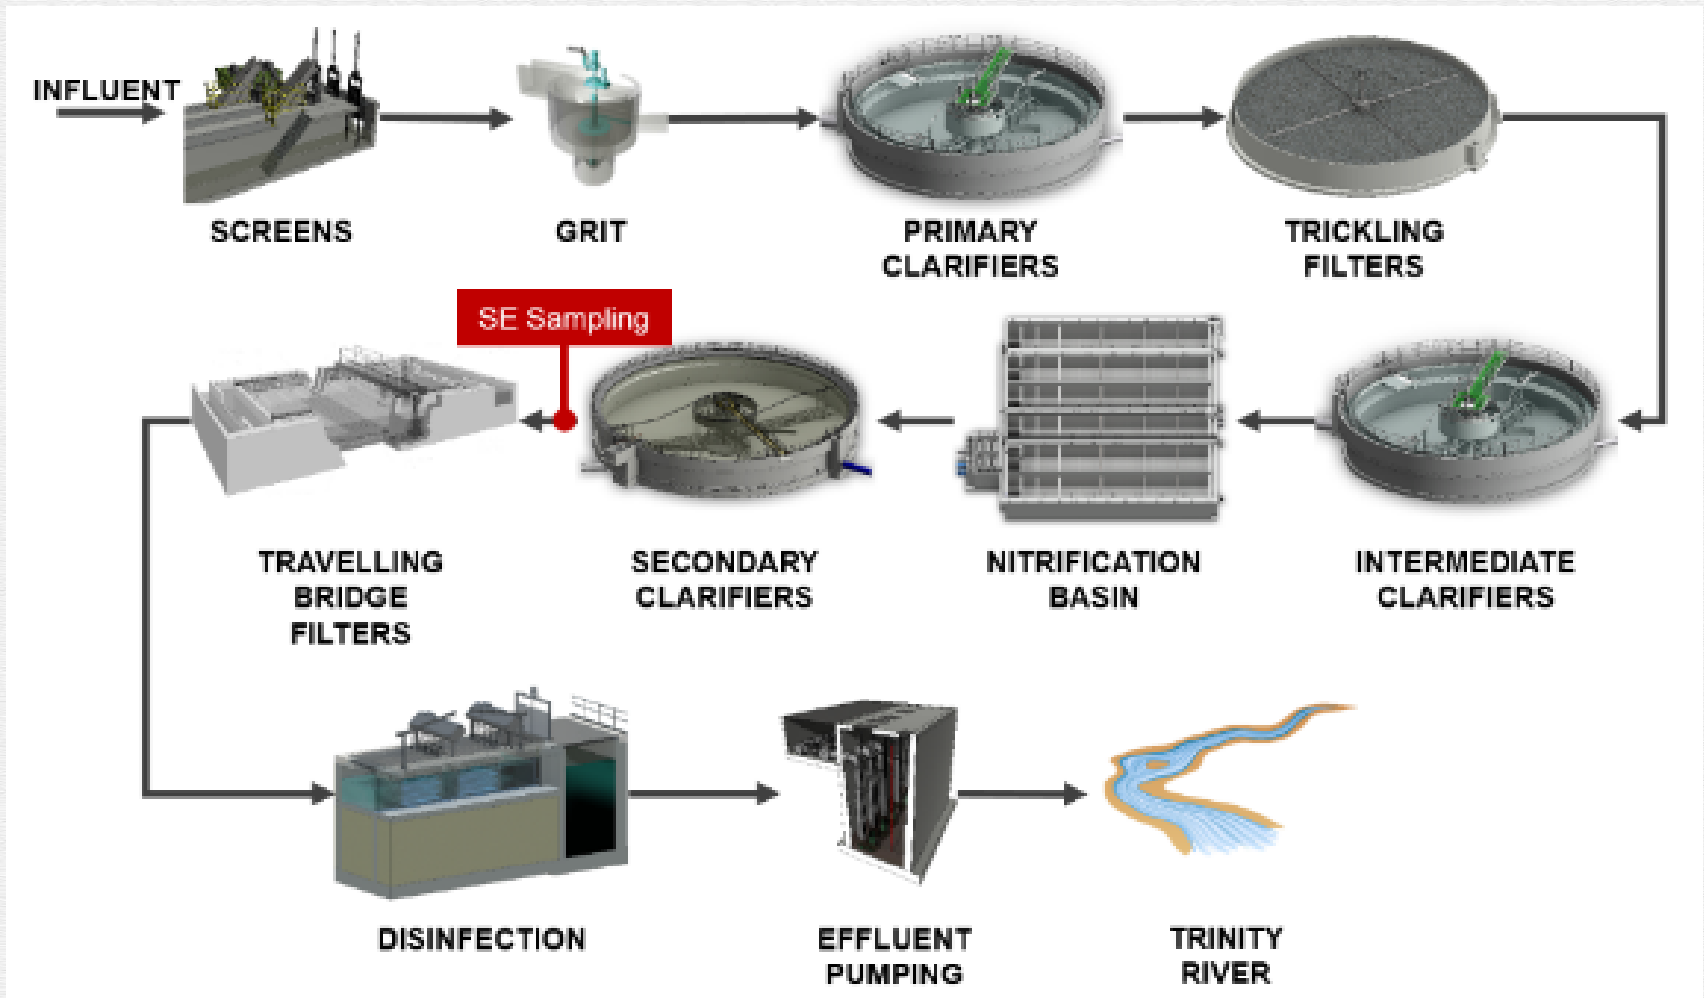 INFLUENT
SCREENS
GRIT
PRIMARY
CLARIFIERS
TRICKLING
FILTERS
SE Sampling
TRAVELLING
BRIDGE
FILTERS
SECONDARY
CLARIFIERS
NITRIFICATION
BASIN
INTERMEDIATE
CLARIFIERS
DISINFECTION
EFFLUENT
PUMPING
TRINITY
RIVER